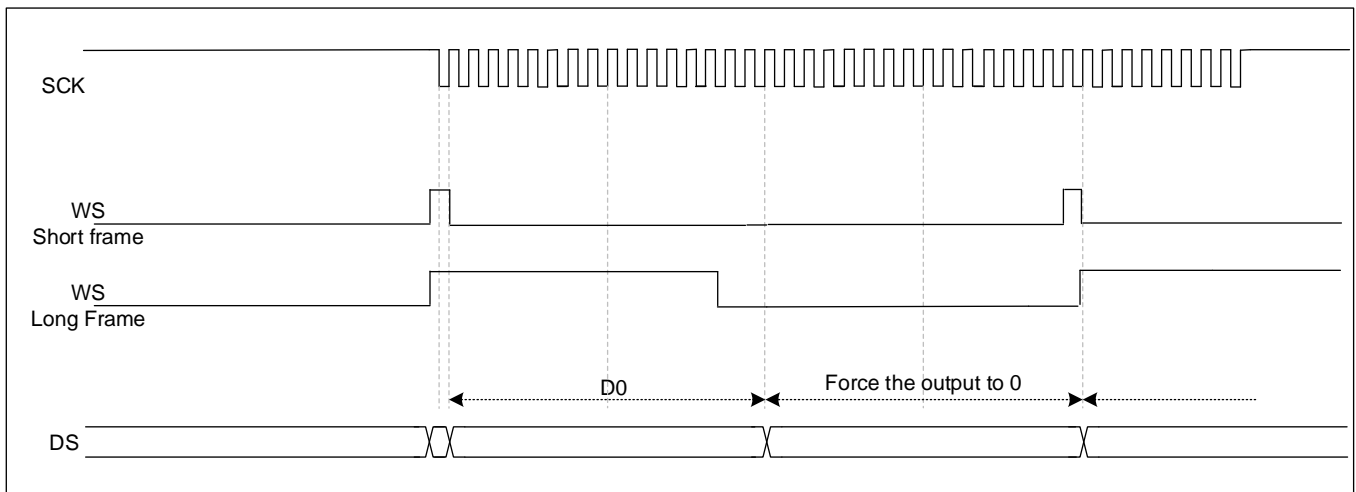 SCK
WS
Short frame
WS
Long Frame
D0
Force the output to 0
DS